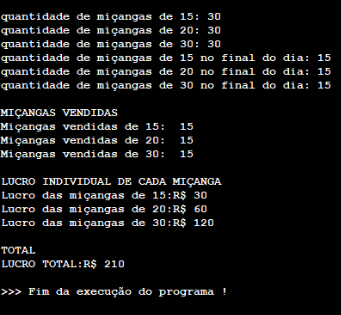 quantidade de miçangas de 15: 30
quantidade de miçangas de 20: 30
quantidade de miçangas de 30: 30
quantidade de miçangas de 15 no final do dia: 15
quantidade de miçangas de 20 no final do dia: 15
quantidade de miçangas de 30 no final do dia: 15
MIÇANGAS VENDIDAS
Miçangas vendidas de 15:  15
Miçangas vendidas de 20:  15
Miçangas vendidas de 30:  15
LUCRO INDIVIDUAL DE CADA MIÇANGA
Lucro das miçangas de 15:R$ 30
Lucro das miçangas de 20:R$ 60
Lucro das miçangas de 30:R$ 120
TOTAL
LUCRO TOTAL:R$ 210
>>> Fim da execução do programa !